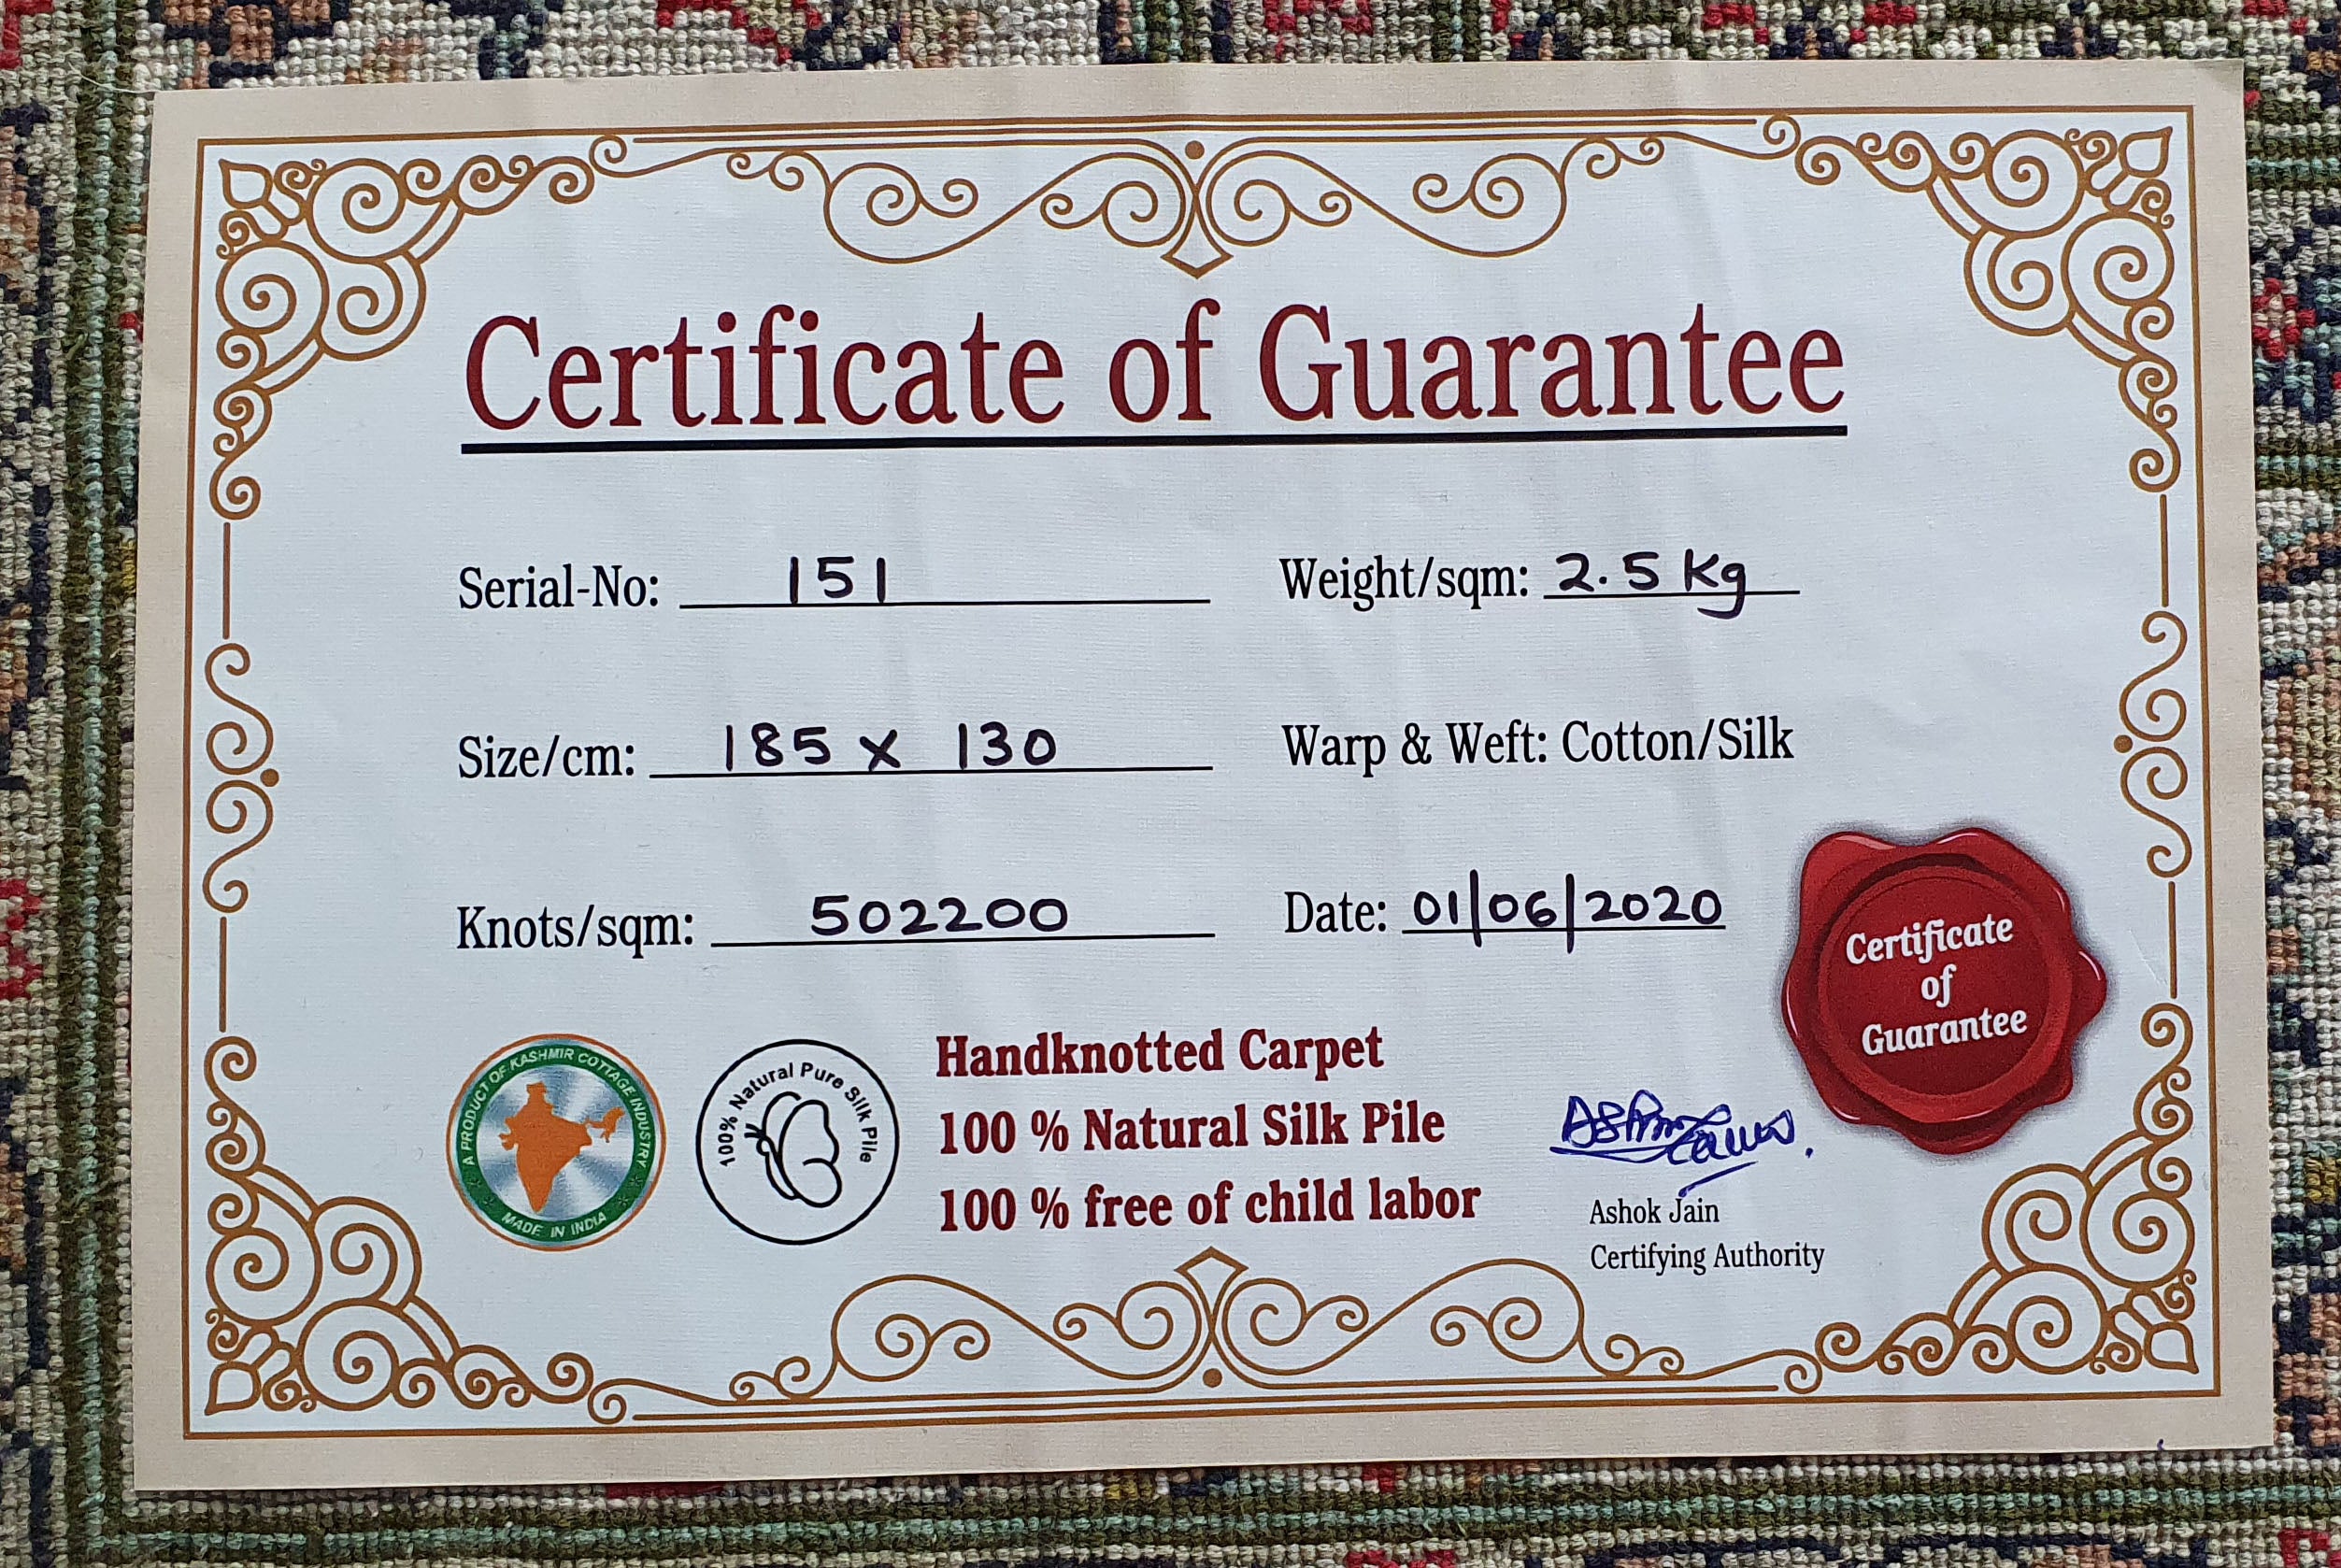 Certificate of Guarantee
Serial-No: 151
Weight/sqm: 2.5 Kg
Size/cm: 185 x 130
Warp & Weft: Cotton/Silk
Knots/sqm: 502200
Date: 01/06/2020
Certificate
of
Guarantee
A PRODUCT OF KASHMIR COTTAGE INDUSTRY
MADE IN INDIA
100% Natural Pure Silk Pile
Handknotted Carpet
100 % Natural Silk Pile
100 % free of child labor
Ashok Jain
Certifying Authority